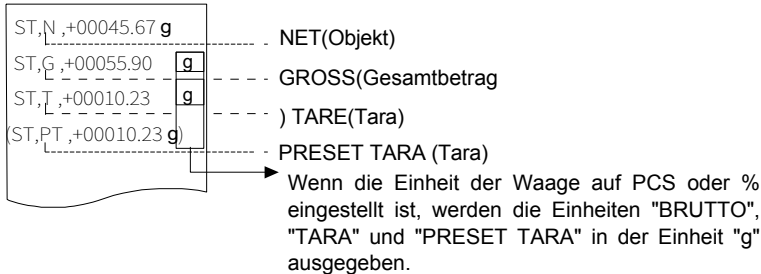 ST,N ,+00045.67 g
NET(Objekt)
ST,G ,+00055.90 g
GROSS(Gesamtbetrag
ST,T ,+00010.23 g
) TARE(Tara)
(ST,PT ,+00010.23 g)
PRESET TARA (Tara)
Wenn die Einheit der Waage auf PCS oder %
eingestellt ist, werden die Einheiten "BRUTTO",
"TARA" und "PRESET TARA" in der Einheit "g"
ausgegeben.